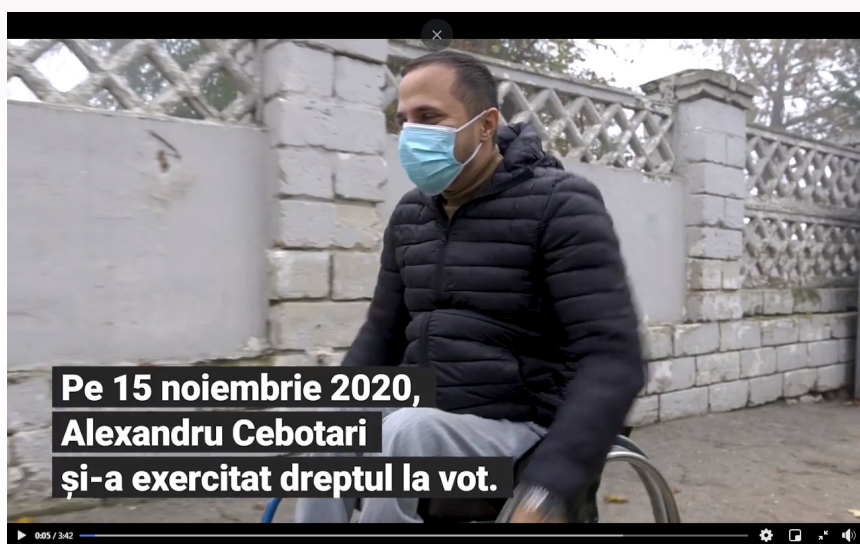 Pe 15 noiembrie 2020,
Alexandru Cebotari
și-a exercitat dreptul la vot.
0:05 / 3:42